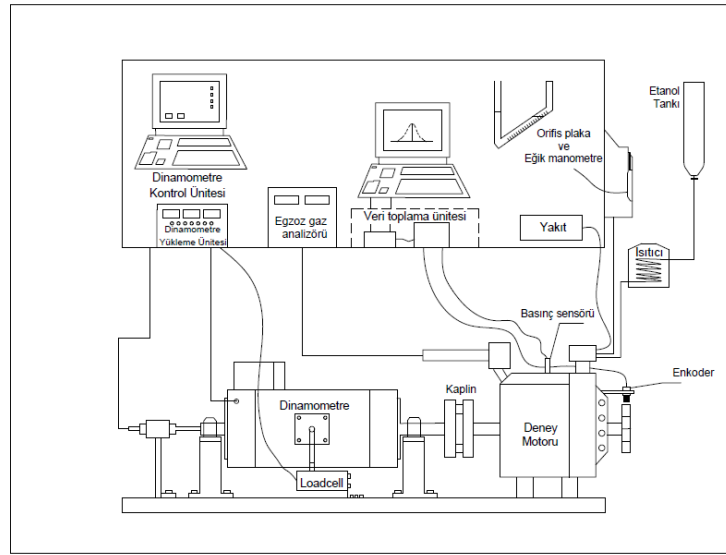 Etanol
Tankı
Orifis plaka
ve
Eğik manometre
Dinamometre
Kontrol Ünitesi
Dinamometre
Yükleme Ünitesi
Egzoz gaz
analizörü
Veri toplama ünitesi
Yakıt
Isıtıcı
Basınç sensörü
Enkoder
Kaplin
Dinamometre
Deney
Motoru
Loadcell